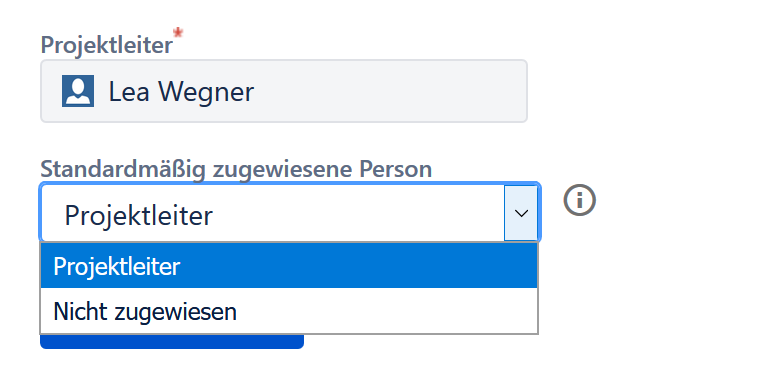 Projektleiter*
Lea Wegner
Standardmäßig zugewiesene Person
Projektleiter
Projektleiter
Nicht zugewiesen